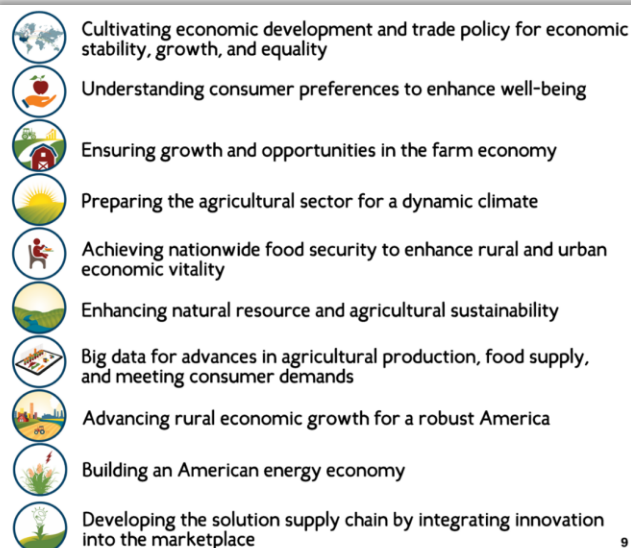 Cultivating economic development and trade policy for economic
stability, growth, and equality
Understanding consumer preferences to enhance well-being
Ensuring growth and opportunities in the farm economy
Preparing the agricultural sector for a dynamic climate
Achieving nationwide food security to enhance rural and urban
economic vitality
Enhancing natural resource and agricultural sustainability
Big data for advances in agricultural production, food supply,
and meeting consumer demands
Advancing rural economic growth for a robust America
Building an American energy economy
Developing the solution supply chain by integrating innovation
into the marketplace
9